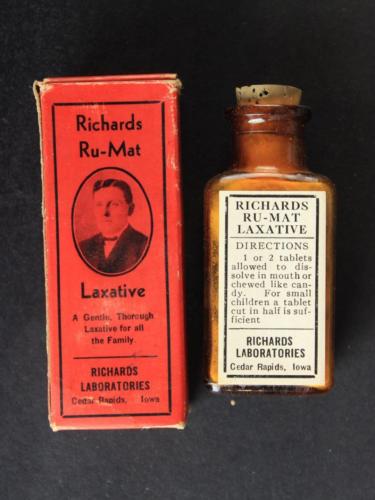 Richards
Ru-Mat
Laxative
A Gentle, Thorough
Laxative for all
the Family.
RICHARDS
LABORATORIES
Cedar Rapids, Iowa
RICHARDS
RU-MAT
LAXATIVE
DIRECTIONS
1 or 2 tablets
allowed to dis-
solve in mouth or
chewed like can-
dy. For small
children a tablet
cut in half is suf-
ficient
RICHARDS
LABORATORIES
Cedar Rapids, Iowa